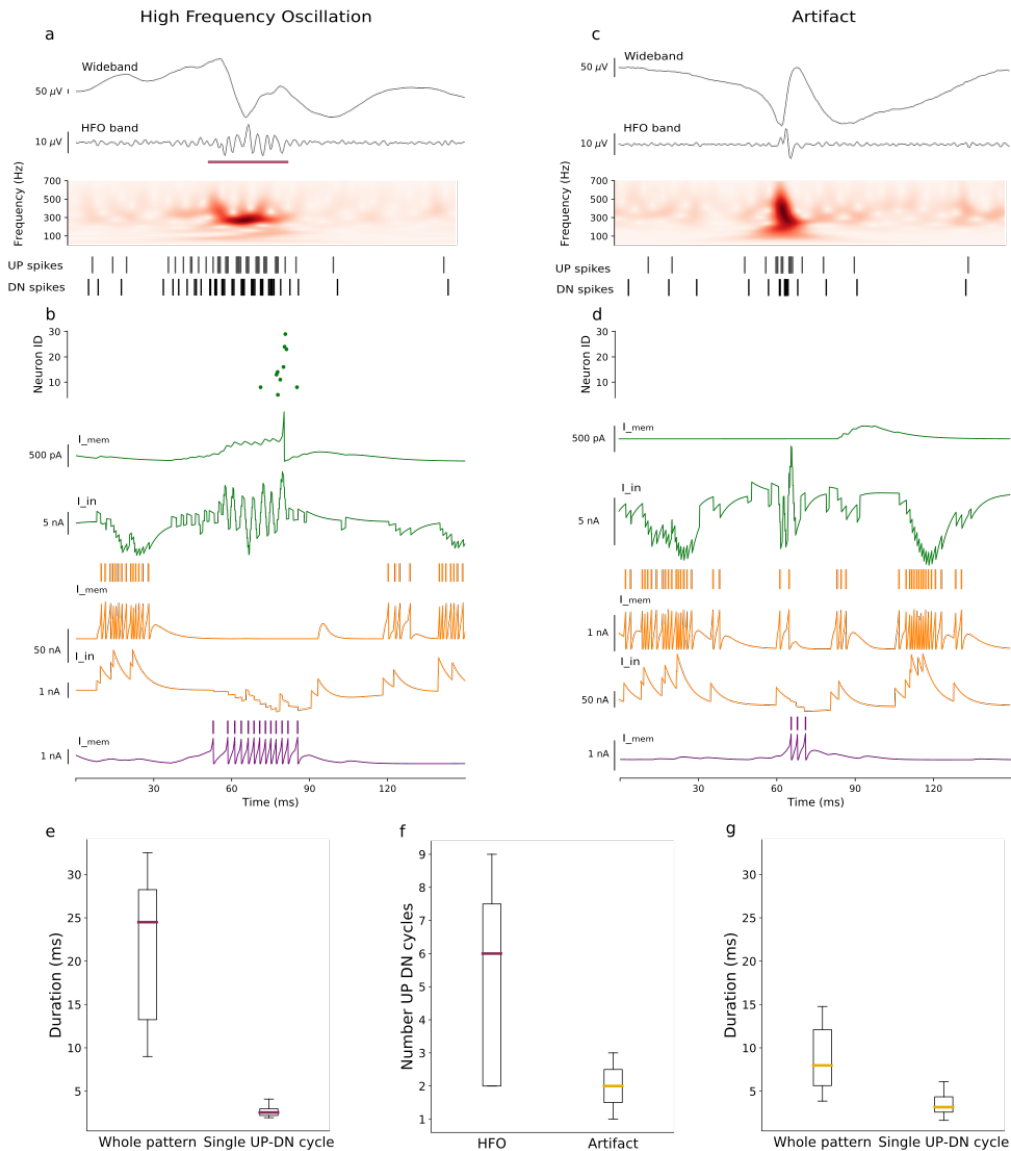 High Frequency Oscillation
Artifact
a
Wideband
50 µV
HFO band
10 µV
Frequency (Hz)
700
500
300
100
UP spikes
DN spikes
c
Wideband
50 µV
HFO band
10 µV
Frequency (Hz)
700
500
300
100
UP spikes
DN spikes
b
Neuron ID
30
20
10
I_mem
500 pA
I_in
5 nA
I_mem
50 nA
I_in
1 nA
I_mem
1 nA
30 60 90 120
Time (ms)
d
Neuron ID
30
20
10
I_mem
500 pA
I_in
5 nA
I_mem
1 nA
I_in
50 nA
I_mem
1 nA
30 60 90 120
Time (ms)
e
Duration (ms)
30
25
20
15
10
5
Whole pattern Single UP-DN cycle
f
Number UP DN cycles
9
8
7
6
5
4
3
2
1
HFO Artifact
g
Duration (ms)
30
25
20
15
10
5
Whole pattern Single UP-DN cycle